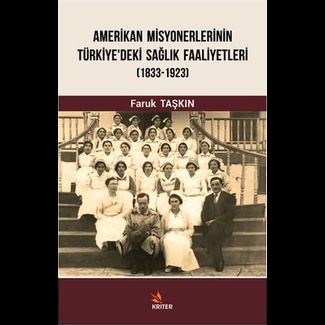 AMERİKAN MİSYONERLERİNİN
TÜRKİYE'DEKİ SAĞLIK FAALİYETLERİ
(1833-1923)
Faruk TAŞKIN
KRİTER